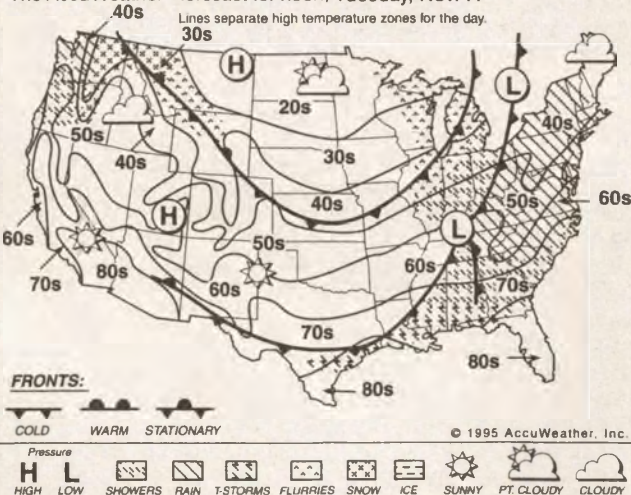 Lines separate high temperature zones for the day.
40s
30s
H
L
20s
50s
40s
30s
40s
40s
H
50s
60s
L
60s
50s
60s
70s
80s
60s
70s
70s
80s
80s
FRONTS:
COLD WARM STATIONARY
© 1995 AccuWeather, Inc.
Pressure
H L
HIGH LOW SHOWERS RAIN T-STORMS FLURRIES SNOW ICE SUNNY PT. CLOUDY CLOUDY